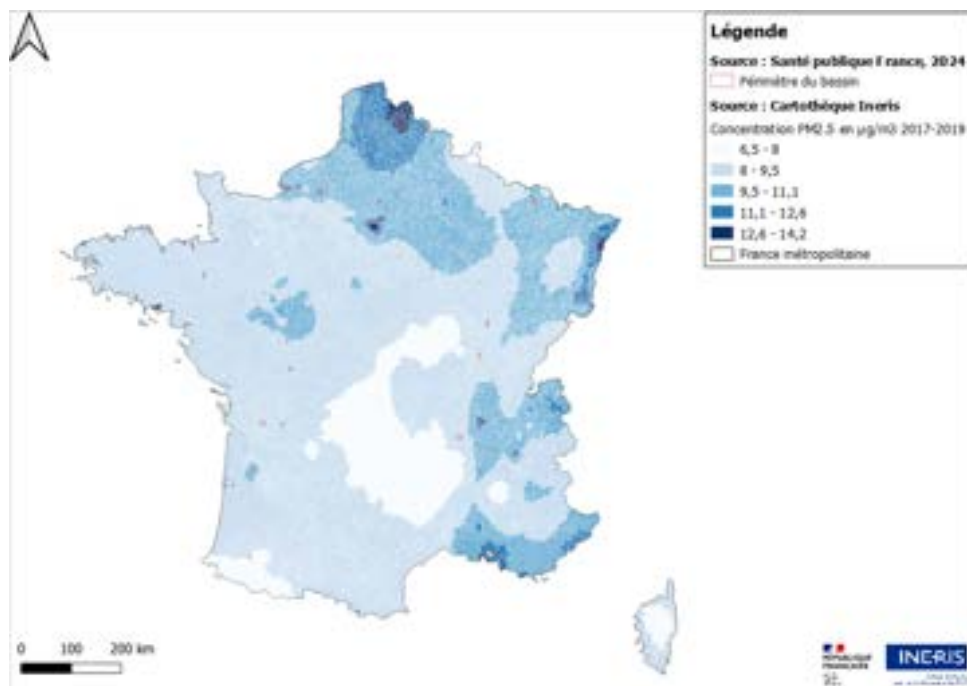 Légende
Source : Santé publique France, 2024
Périmètre du bassin
Source : Cartothèque Ineris
Concentration PM2.5 en µg/m3 2017-2019
6,5 - 8
8 - 9,5
9,5 - 11,1
11,1 - 12,6
12,6 - 14,2
France métropolitaine
0 100 200 km
RÉPUBLIQUE
FRANÇAISE
INERIS